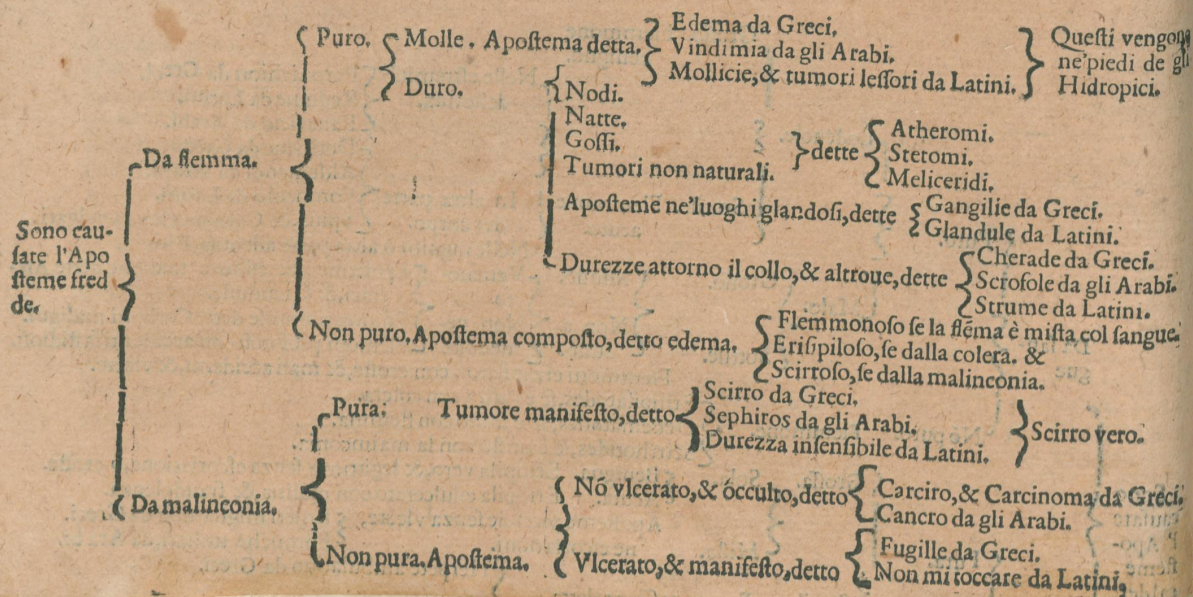 Puro.
Molle. Apostema detta.
Edema da Greci,
Vindimia da gli Arabi.
Mollicie, & tumori lessori da Latini.
Questi vengon
ne'piedi de gli
Hidropici.
Duro.
Nodi.
Natte.
Gossi.
Tumori non naturali.
dette
Atheromi.
Stetomi.
Meliceridi.
Da flemma.
Aposteme ne'luoghi glandosi, dette
Gangilie da Greci.
Glandule da Latini.
Sono cau-
sate l'Apo
steme fred
de.
Durezze attorno il collo, & altroue, dette
Cherade da Greci.
Scrofole da gli Arabi.
Strume da Latini.
Non puro. Apostema composto, detto edema.
Flemmonoso se la flẽma è mista col sangue.
Erisipiloso, se dalla colera. &
Scirroso, se dalla malinconia.
Pura:
Tumore manifesto, detto
Scirro da Greci.
Sephiros da gli Arabi.
Durezza insensibile da Latini.
Scirro vero.
Da malinconia.
Nõ vlcerato, & occulto, detto
Carciro, & Carcinoma da Greci.
Cancro da gli Arabi.
Non pura. Apostema.
Vlcerato, & manifesto, detto
Fugille da Greci.
Non mi toccare da Latini,